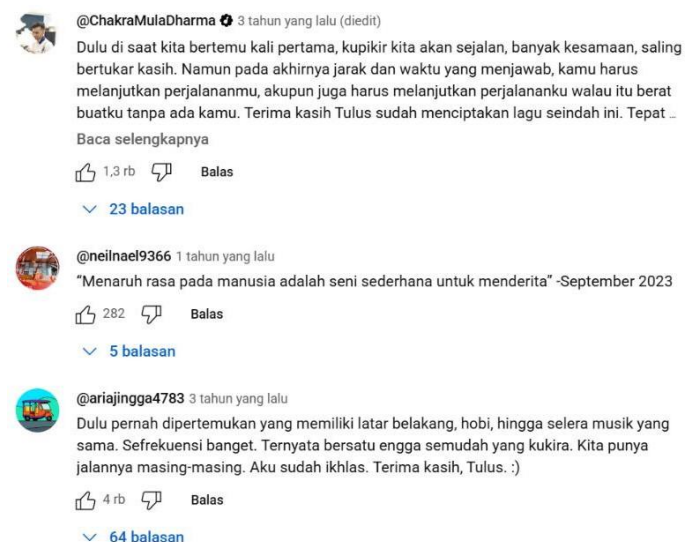 @ChakraMulaDharma 3 tahun yang lalu (diedit)
Dulu di saat kita bertemu kali pertama, kupikir kita akan sejalan, banyak kesamaan, saling
bertukar kasih. Namun pada akhirnya jarak dan waktu yang menjawab, kamu harus
melanjutkan perjalananmu, akupun juga harus melanjutkan perjalananku walau itu berat
buatku tanpa ada kamu. Terima kasih Tulus sudah menciptakan lagu seindah ini. Tepat ...
Baca selengkapnya
1,3 rb Balas
23 balasan
@neilnael9366 1 tahun yang lalu
“Menaruh rasa pada manusia adalah seni sederhana untuk menderita” -September 2023
282 Balas
5 balasan
@ariajingga4783 3 tahun yang lalu
Dulu pernah dipertemukan yang memiliki latar belakang, hobi, hingga selera musik yang
sama. Sefrekuensi banget. Ternyata bersatu engga semudah yang kukira. Kita punya
jalannya masing-masing. Aku sudah ikhlas. Terima kasih, Tulus. :)
4 rb Balas
64 balasan